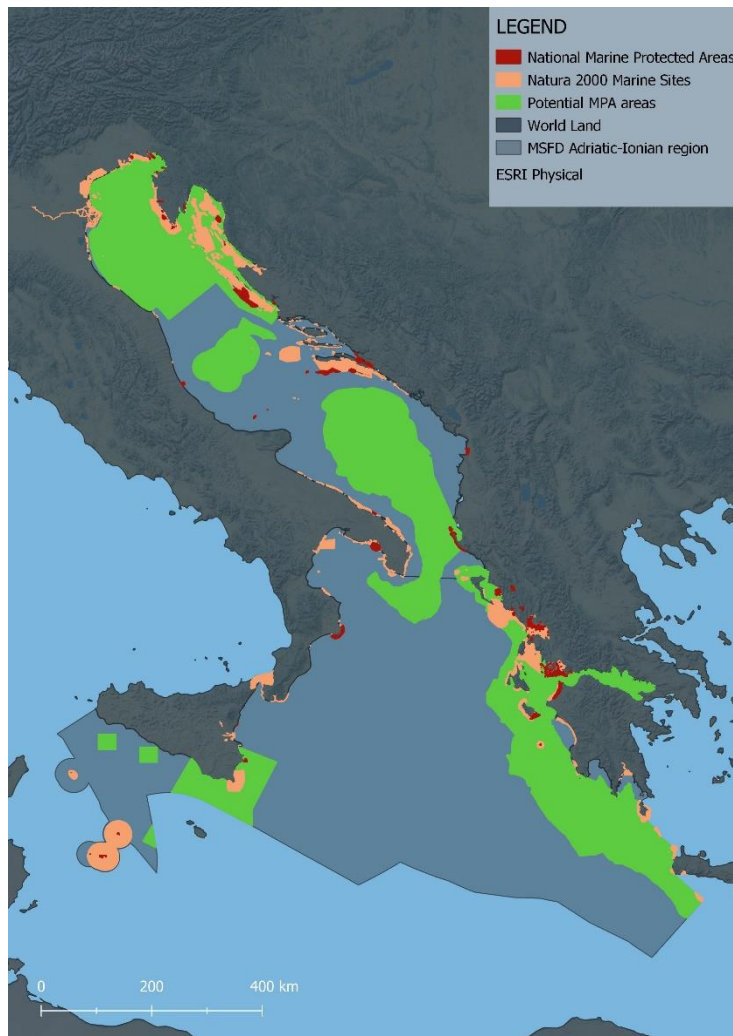 LEGEND
National Marine Protected Areas
Natura 2000 Marine Sites
Potential MPA areas
World Land
MSFD Adriatic-Ionian region
ESRI Physical
0 200 400 km